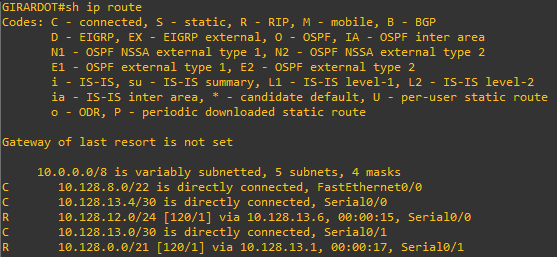 GIRARDOT#sh ip route
Codes: C - connected, S - static, R - RIP, M - mobile, B - BGP
D - EIGRP, EX - EIGRP external, O - OSPF, IA - OSPF inter area
N1 - OSPF NSSA external type 1, N2 - OSPF NSSA external type 2
E1 - OSPF external type 1, E2 - OSPF external type 2
i - IS-IS, su - IS-IS summary, L1 - IS-IS level-1, L2 - IS-IS level-2
ia - IS-IS inter area, * - candidate default, U - per-user static route
o - ODR, P - periodic downloaded static route
Gateway of last resort is not set
10.0.0.0/8 is variably subnetted, 5 subnets, 4 masks
C 10.128.8.0/22 is directly connected, FastEthernet0/0
C 10.128.13.4/30 is directly connected, Serial0/0
R 10.128.12.0/24 [120/1] via 10.128.13.6, 00:00:15, Serial0/0
C 10.128.13.0/30 is directly connected, Serial0/1
R 10.128.0.0/21 [120/1] via 10.128.13.1, 00:00:17, Serial0/1